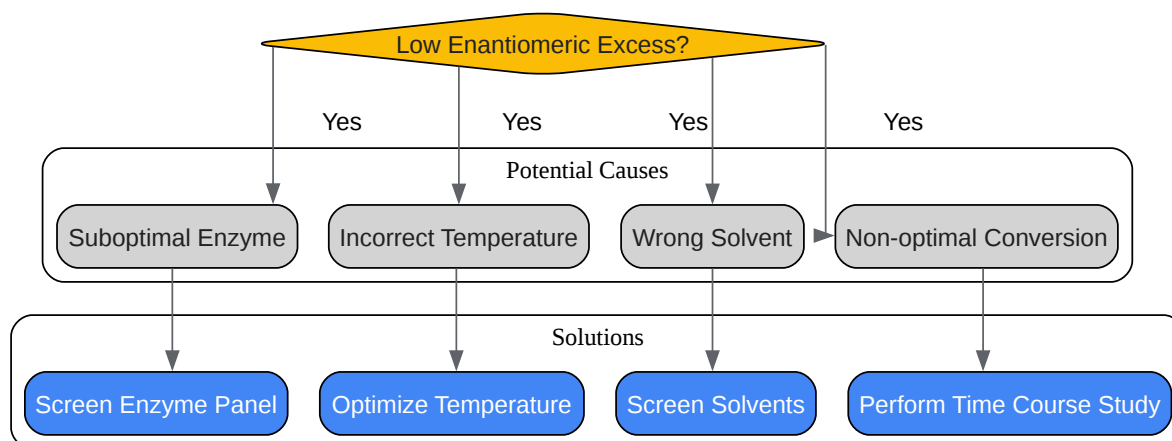 Low Enantiomeric Excess?
Yes Yes Yes Yes
Potential Causes
Suboptimal Enzyme Incorrect Temperature Wrong Solvent Non-optimal Conversion
Solutions
Screen Enzyme Panel Optimize Temperature Screen Solvents Perform Time Course Study